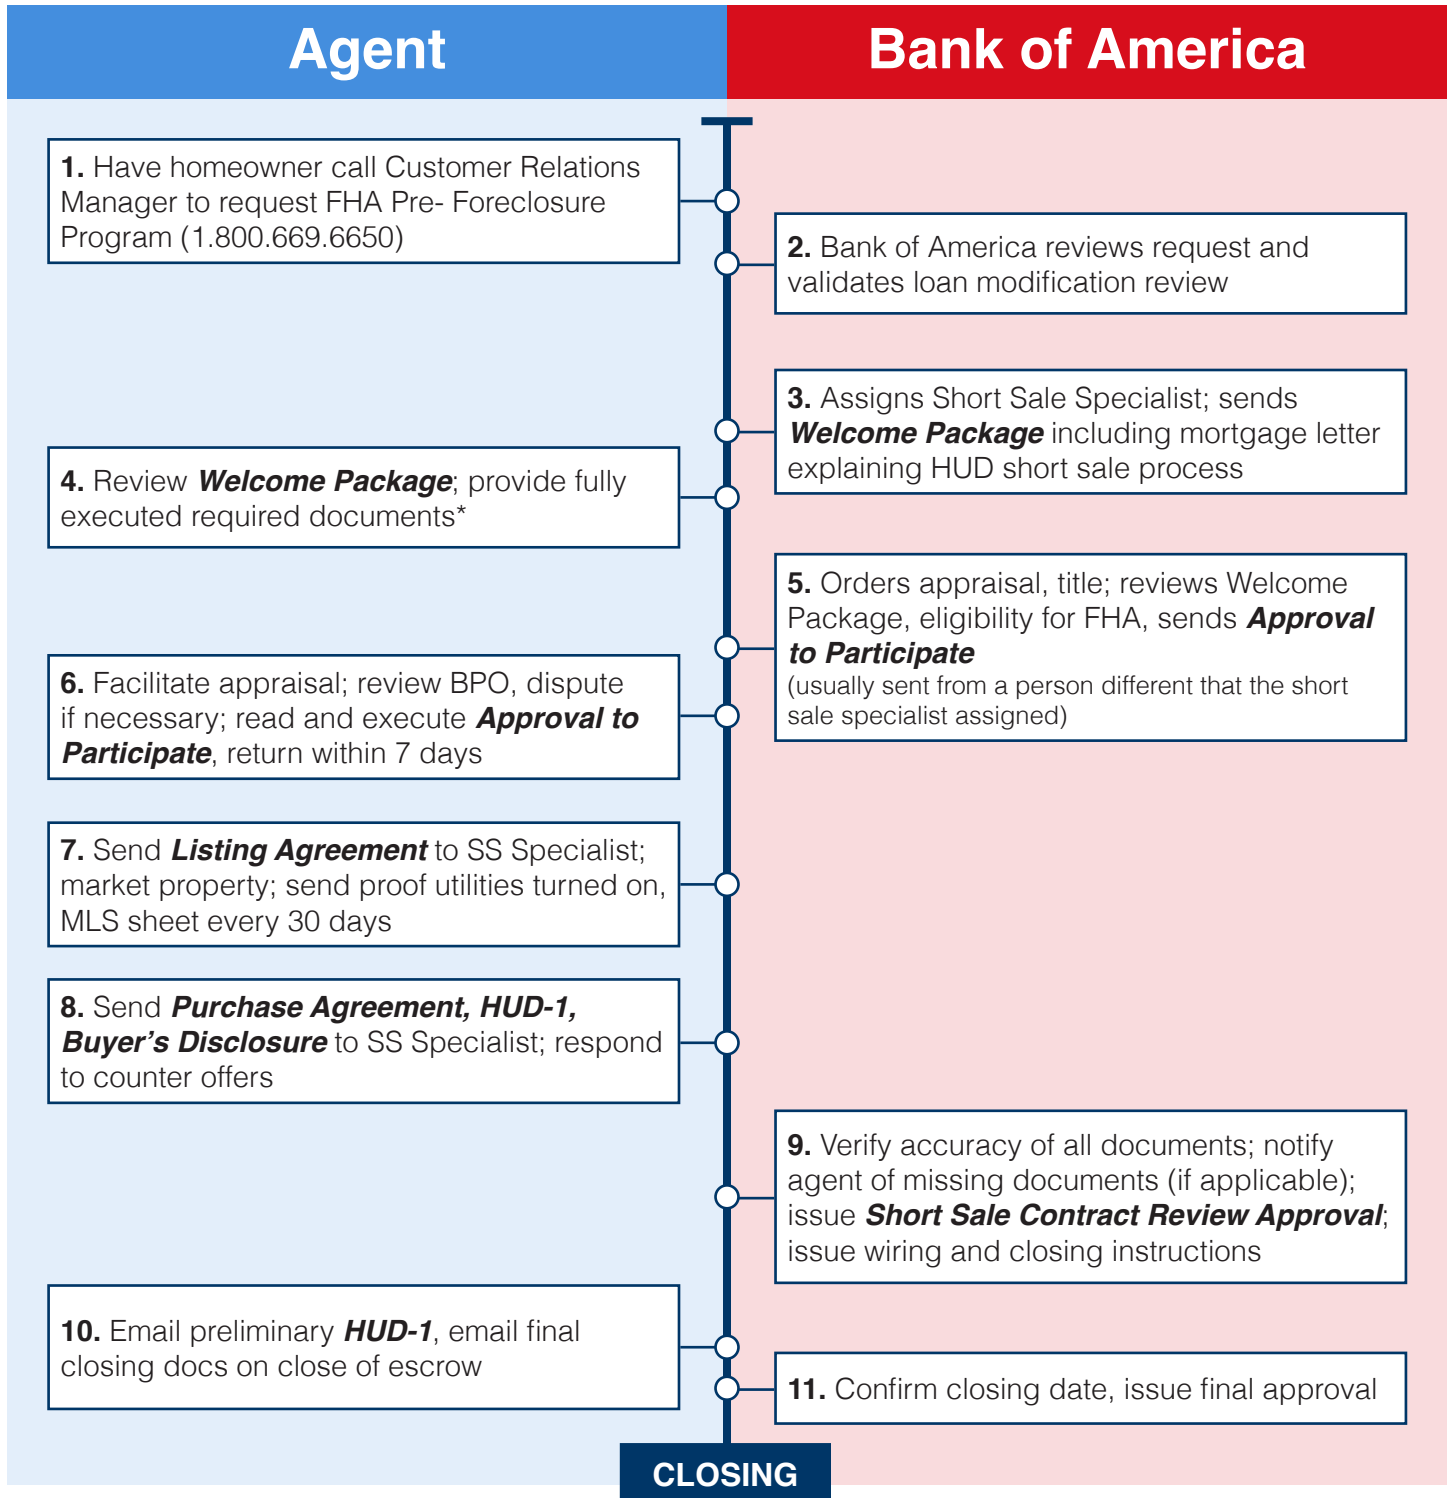 Agent
Bank of America
1. Have homeowner call Customer Relations
Manager to request FHA Pre- Foreclosure
Program (1.800.669.6650)
2. Bank of America reviews request and
validates loan modification review
3. Assigns Short Sale Specialist; sends
Welcome Package including mortgage letter
explaining HUD short sale process
4. Review Welcome Package; provide fully
executed required documents*
5. Orders appraisal, title; reviews Welcome
Package, eligibility for FHA, sends Approval
to Participate
(usually sent from a person different that the short
sale specialist assigned)
6. Facilitate appraisal; review BPO, dispute
if necessary; read and execute Approval to
Participate, return within 7 days
7. Send Listing Agreement to SS Specialist;
market property; send proof utilities turned on,
MLS sheet every 30 days
8. Send Purchase Agreement, HUD-1,
Buyer’s Disclosure to SS Specialist; respond
to counter offers
9. Verify accuracy of all documents; notify
agent of missing documents (if applicable);
issue Short Sale Contract Review Approval;
issue wiring and closing instructions
10. Email preliminary HUD-1, email final
closing docs on close of escrow
11. Confirm closing date, issue final approval
CLOSING